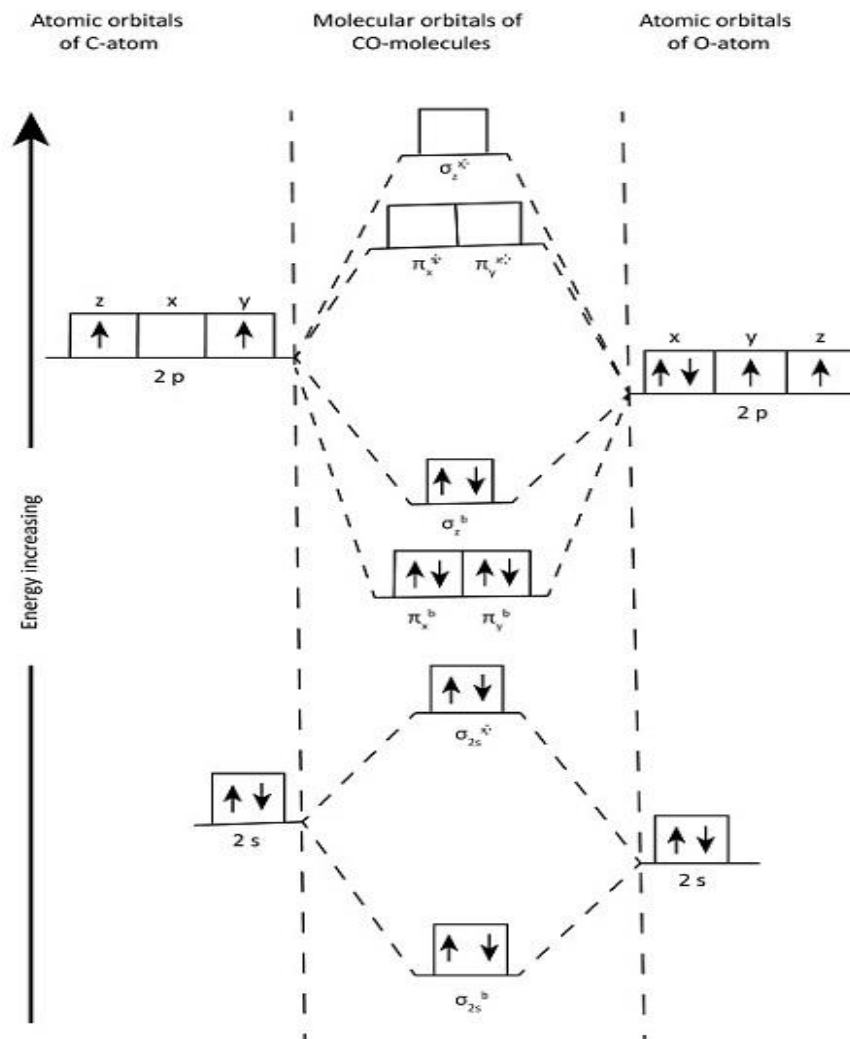 Atomic orbitals
of C-atom
Molecular orbitals of
CO-molecules
Atomic orbitals
of O-atom
σz*
πx* πy*
z x y
2 p
x y z
2 p
σzb
πxb πyb
σ2s*
2 s
2 s
σ2sb
Energy increasing